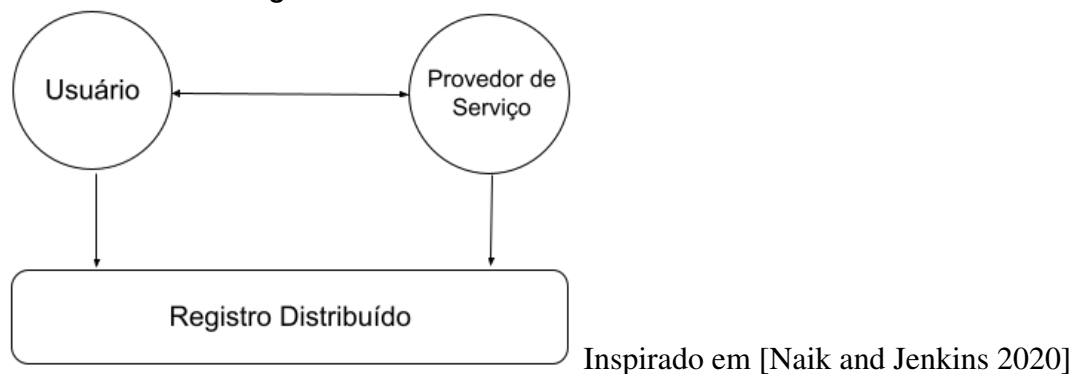 Usuário
Provedor de
Serviço
Registro Distribuído
Inspirado em [Naik and Jenkins 2020]